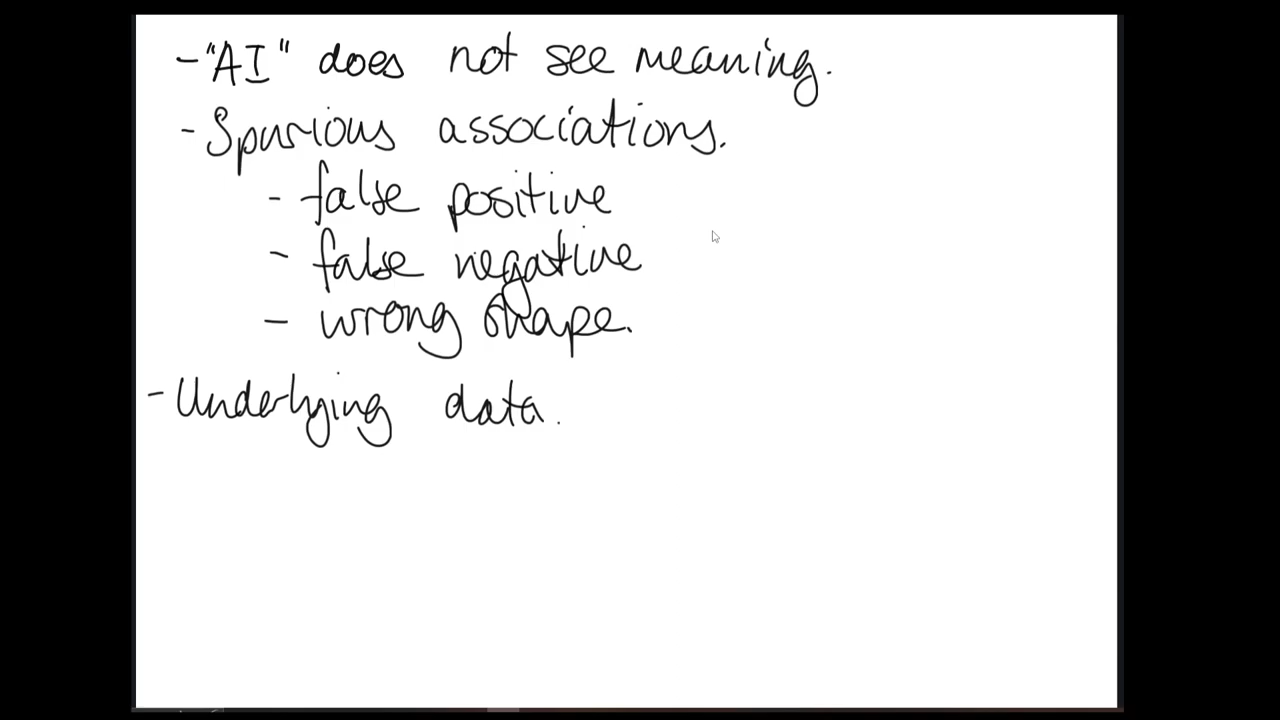 - "AI" does not see meaning.
- Spurious associations.
- false positive
- false negative
- wrong shape.
- Underlying data.